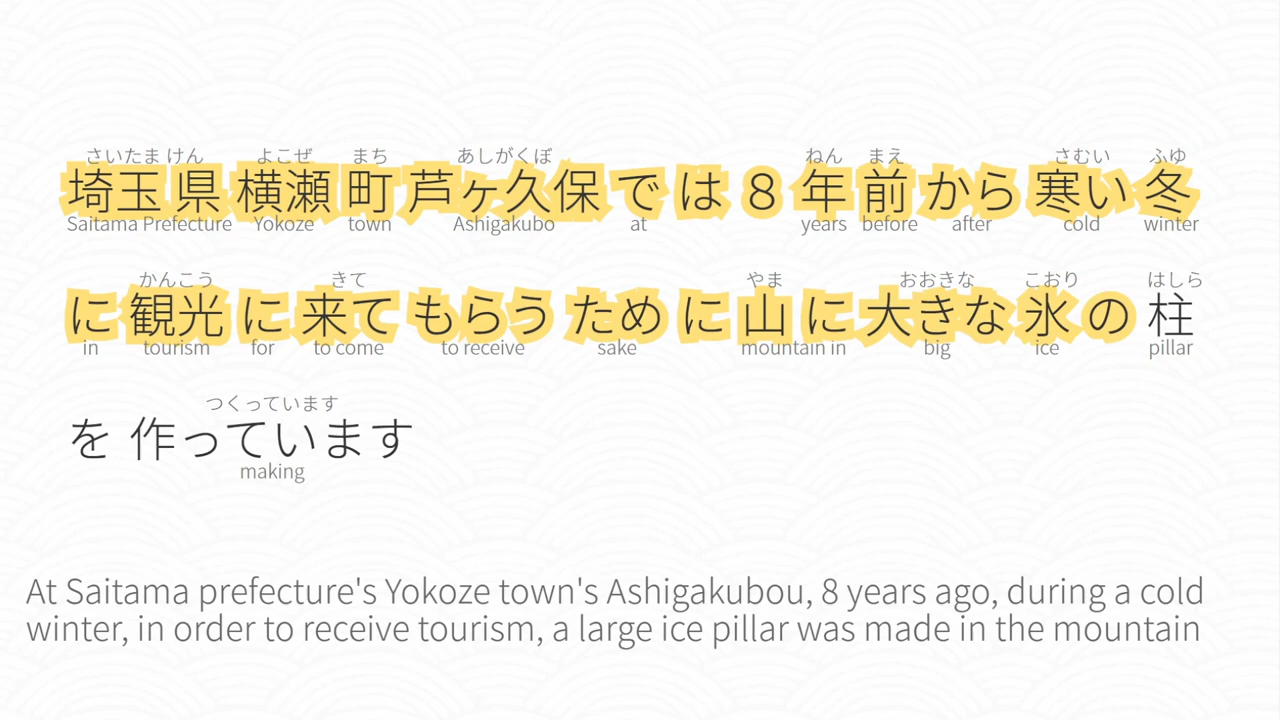 さいたま けん よこぜ まち あしがくぼ ねん まえ さむい ふゆ
埼玉 県 横瀬 町 芦ヶ久保 で は 8 年 前 から 寒い 冬
Saitama Prefecture Yokoze town Ashigakubo at years before after cold winter
かんこう きて やま おおきな こおり はしら
に 観光 に 来て もらう ため に 山 に 大きな 氷 の 柱
in tourism for to come to receive sake mountain in big ice pillar
つくっています
を 作っています
making
At Saitama prefecture's Yokoze town's Ashigakubou, 8 years ago, during a cold
winter, in order to receive tourism, a large ice pillar was made in the mountain